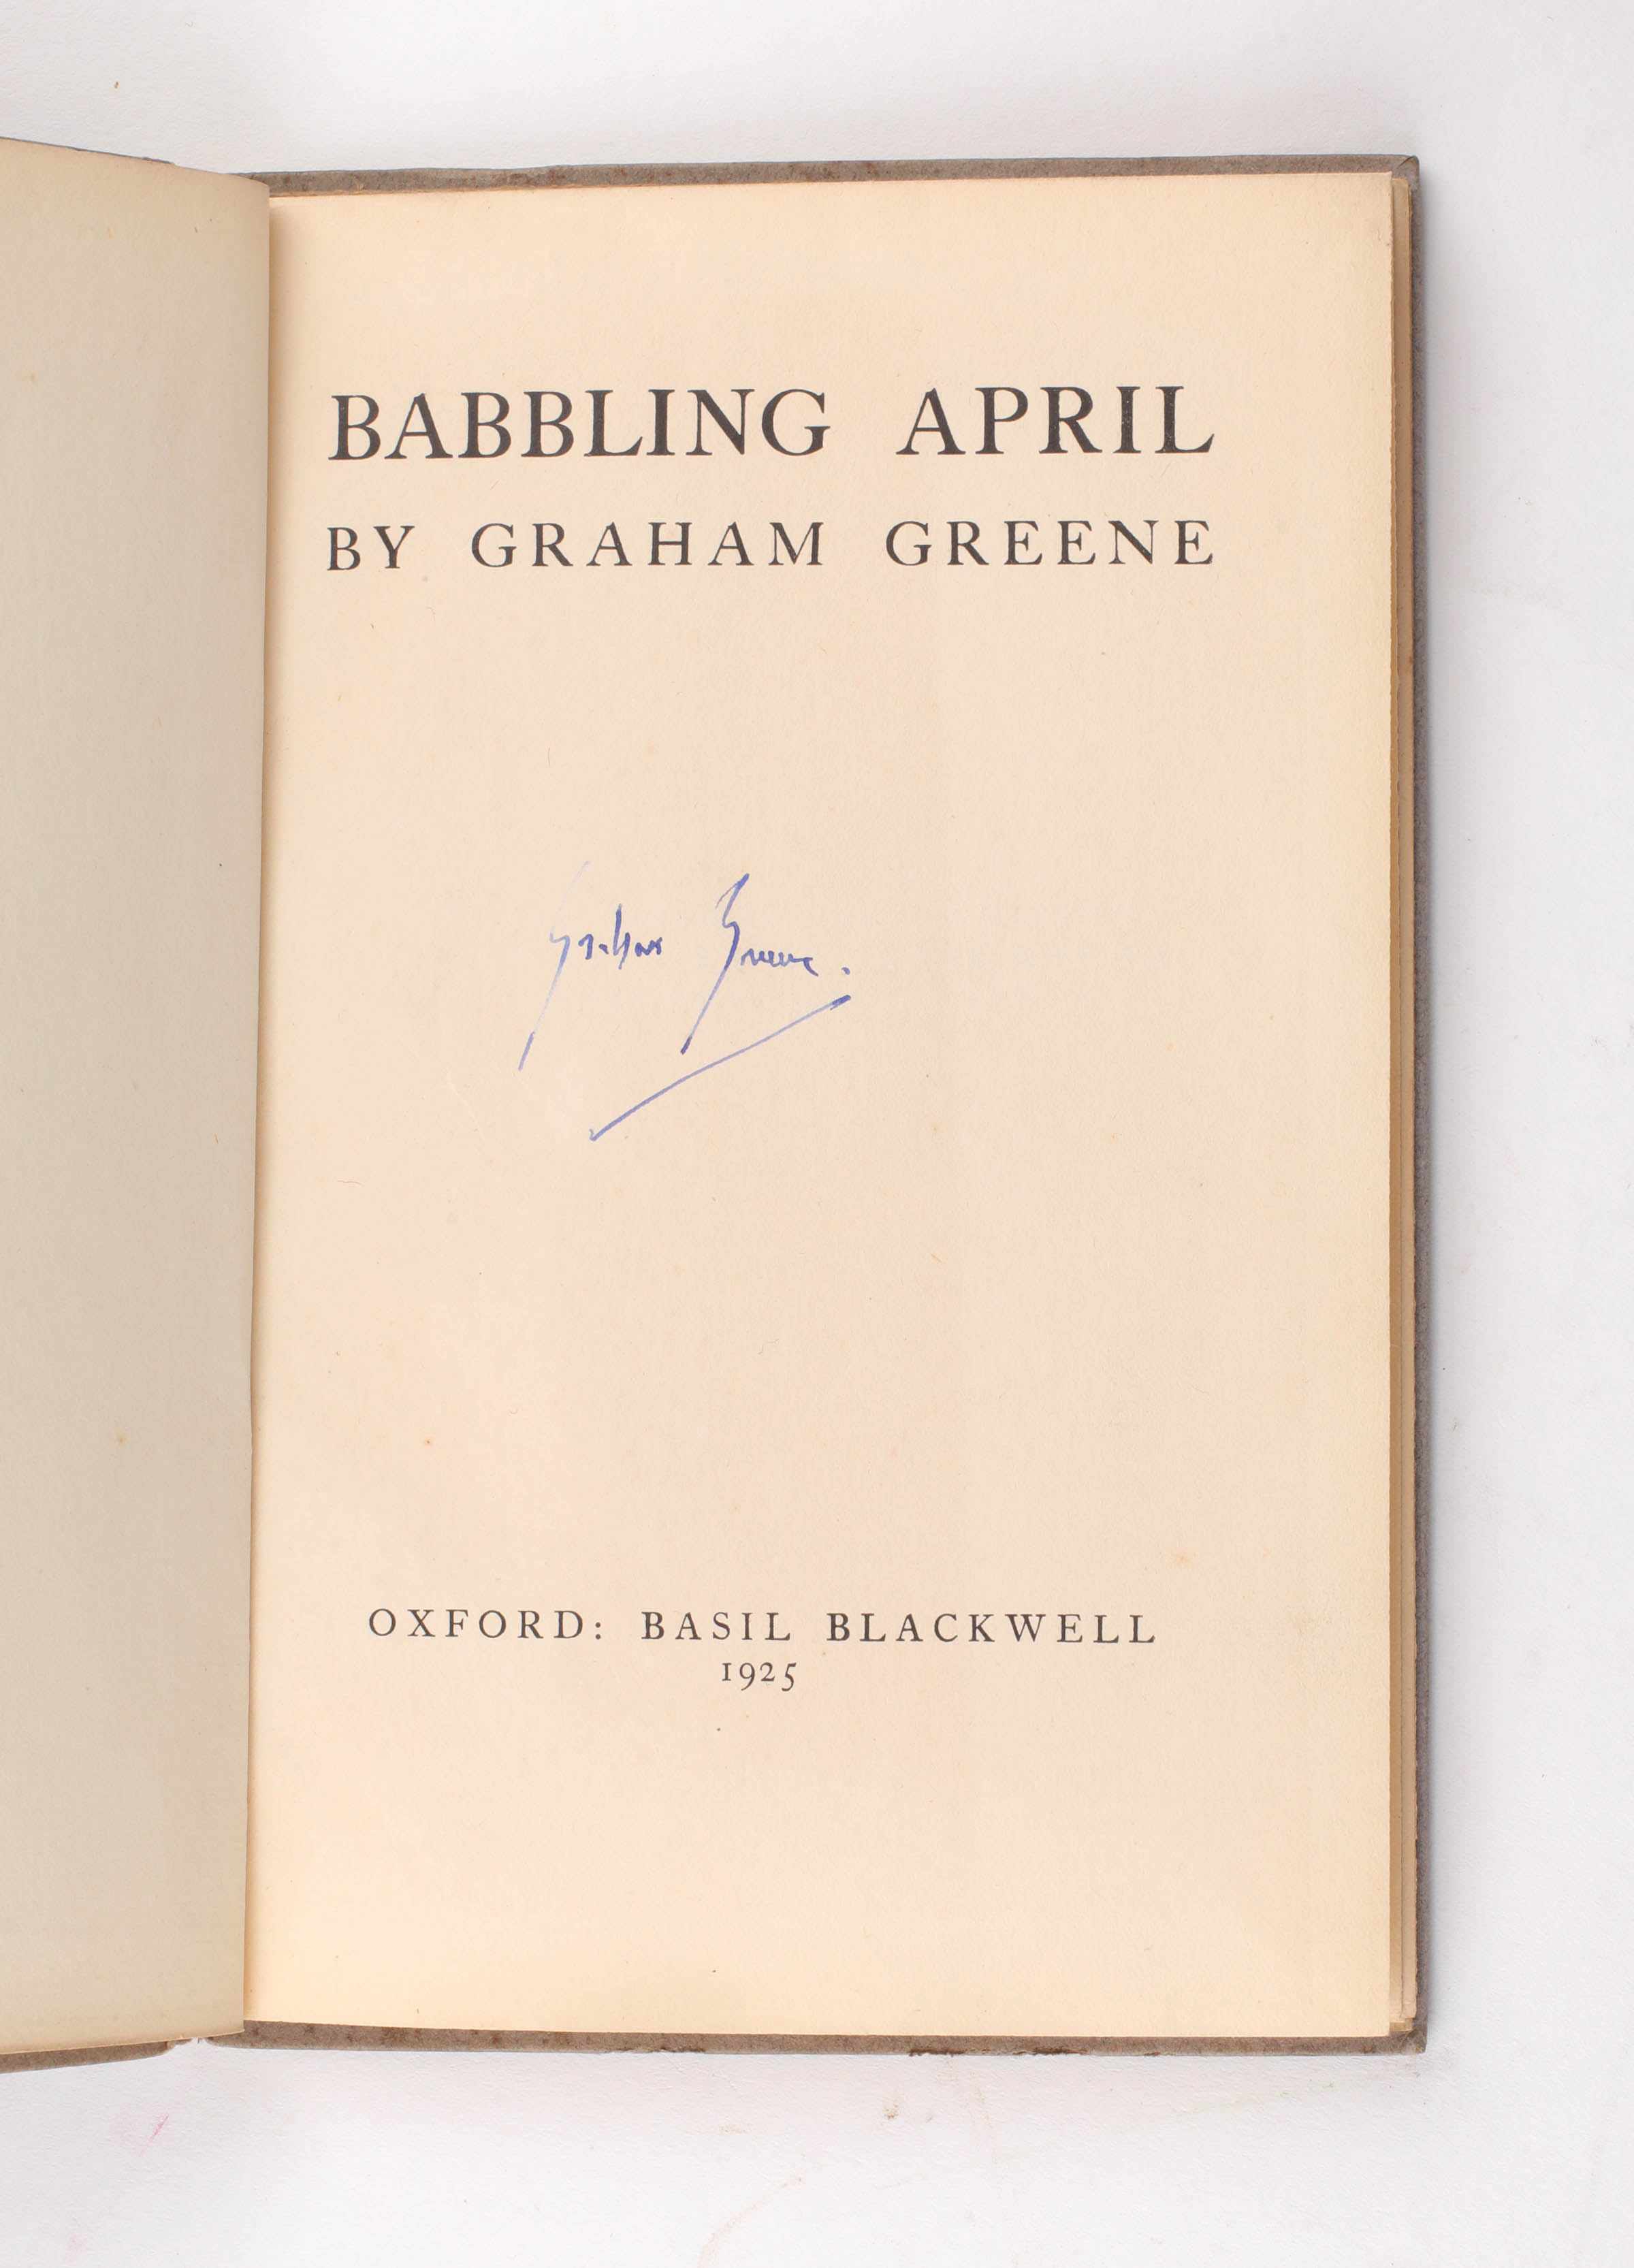 BABBLING APRIL
BY GRAHAM GREENE
Graham Greene.
OXFORD: BASIL BLACKWELL
1925